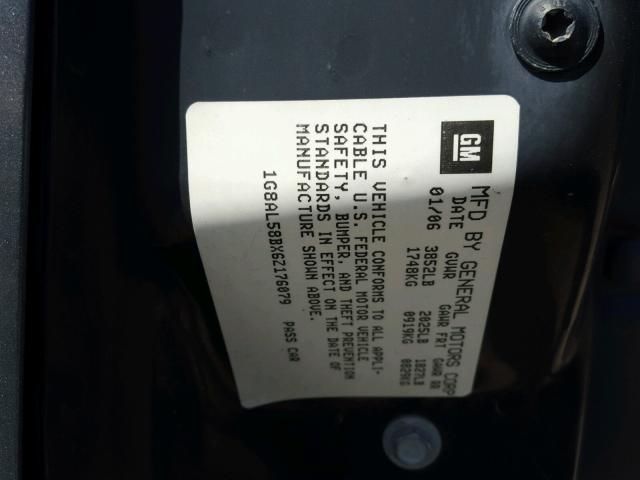 GM
MFD BY GENERAL MOTORS CORP
DATE GVWR GAWR FRT GAWR RR
01/06 3852LB 2025LB 1827LB
1748KG 0919KG 0829KG
THIS VEHICLE CONFORMS TO ALL APPLI-
CABLE U.S. FEDERAL MOTOR VEHICLE
SAFETY, BUMPER, AND THEFT PREVENTION
STANDARDS IN EFFECT ON THE DATE OF
MANUFACTURE SHOWN ABOVE.
1G8AL58BX6Z176079 PASS CAR